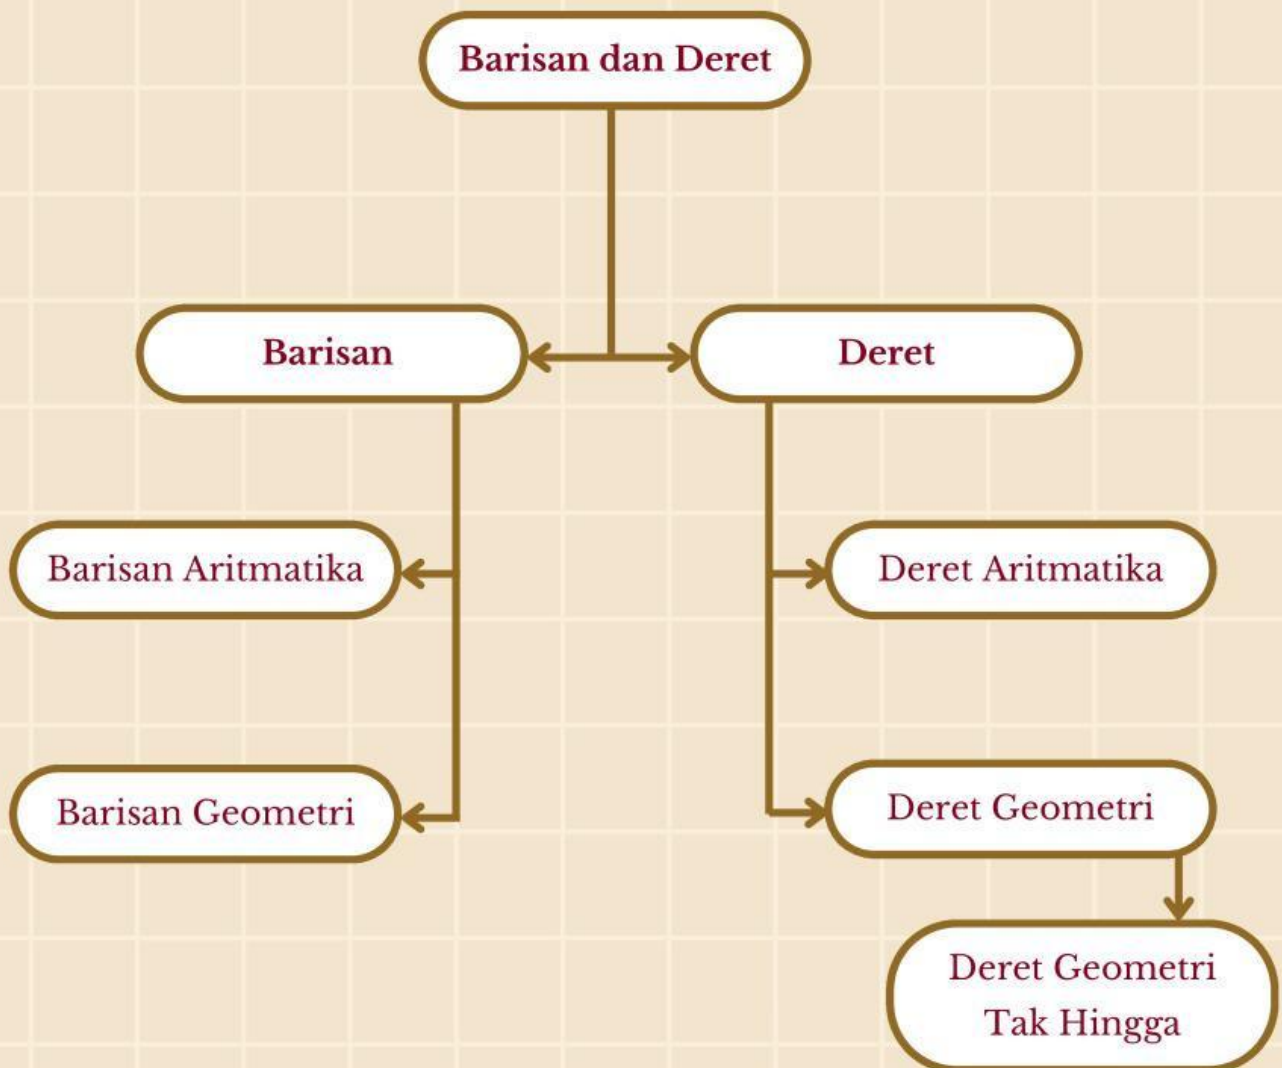 Barisan dan Deret
Barisan
Deret
Barisan Aritmatika
Deret Aritmatika
Barisan Geometri
Deret Geometri
Deret Geometri
Tak Hingga